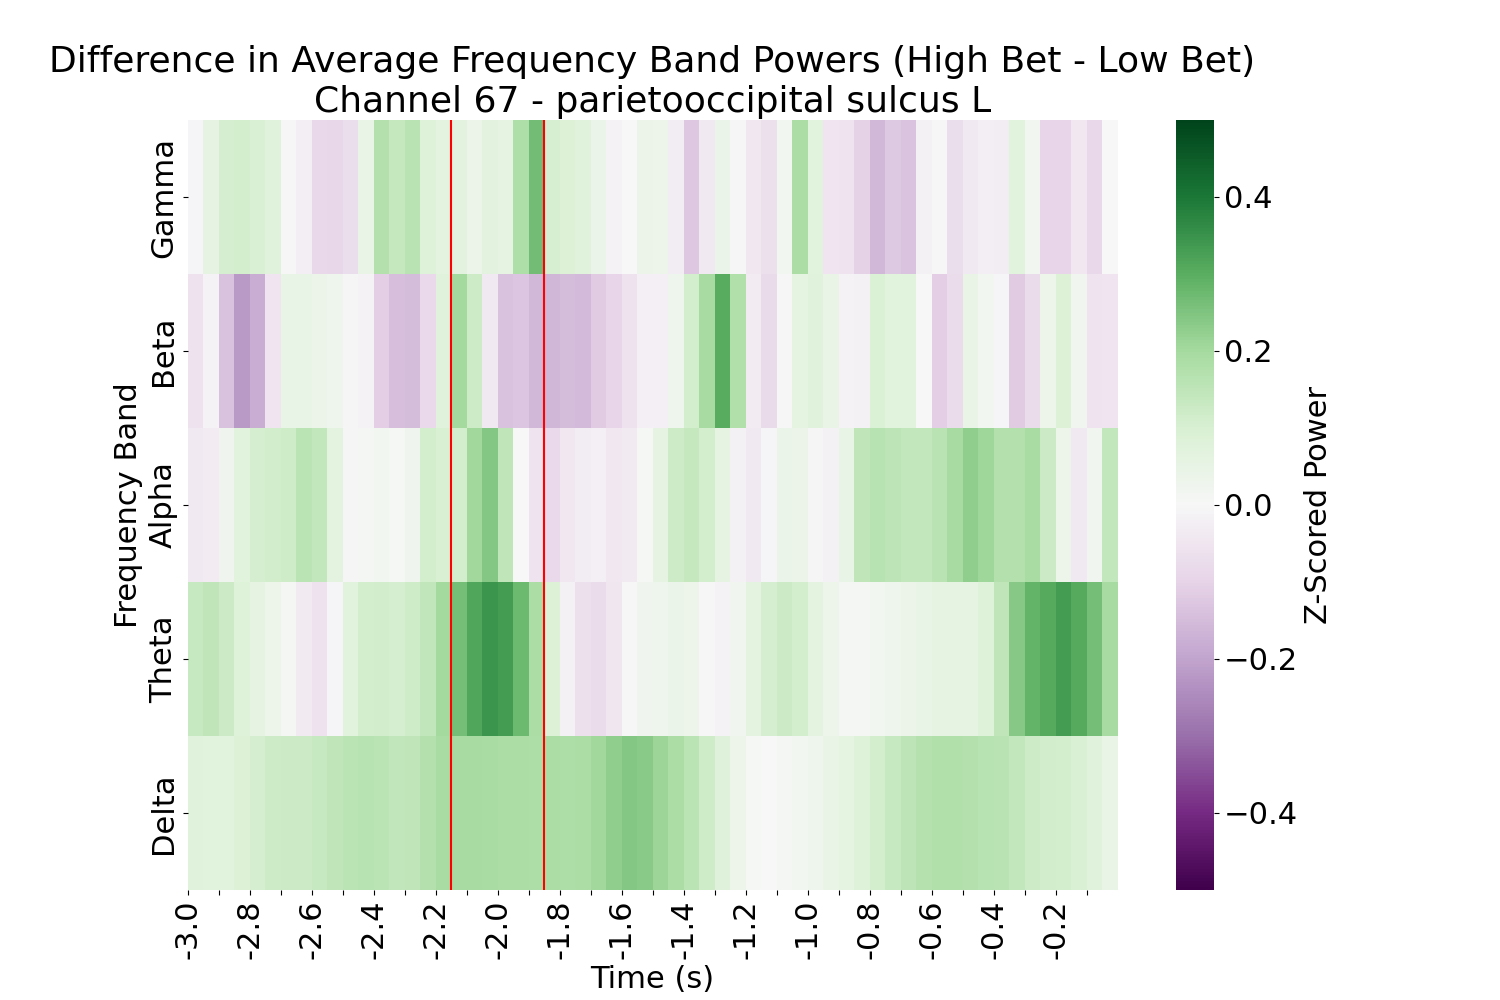 Difference in Average Frequency Band Powers (High Bet - Low Bet)
Channel 67 - parietooccipital sulcus L
Frequency Band
Gamma
Beta
Alpha
Theta
Delta
-3.0
-2.8
-2.6
-2.4
-2.2
-2.0
-1.8
-1.6
-1.4
-1.2
-1.0
-0.8
-0.6
-0.4
-0.2
Time (s)
0.4
0.2
0.0
−0.2
−0.4
Z-Scored Power